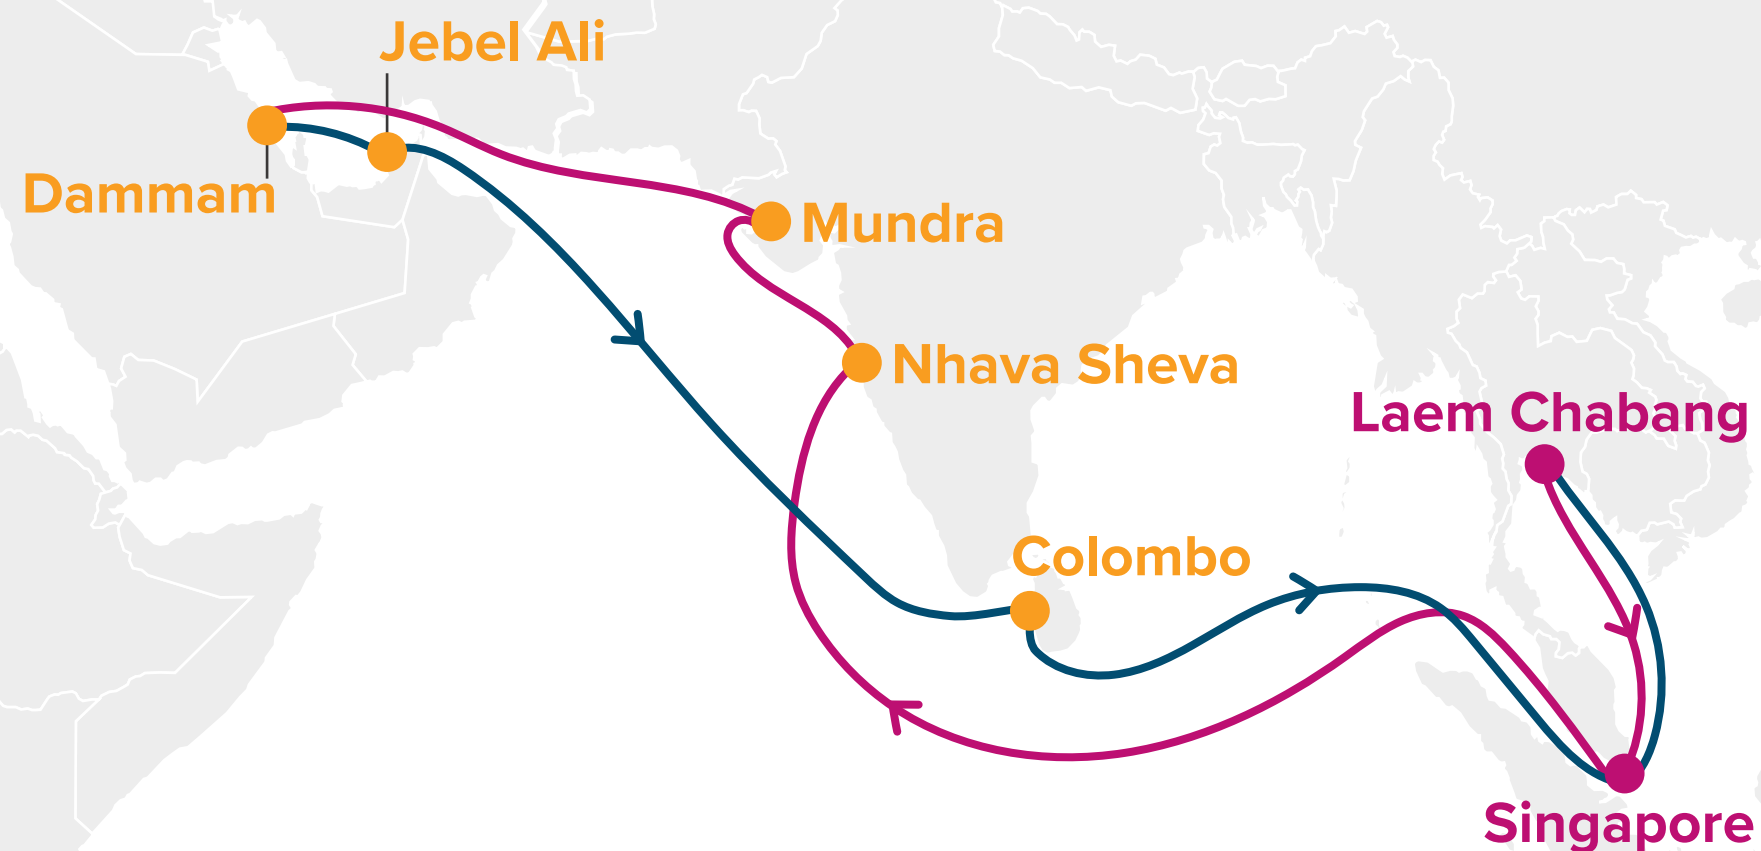 Jebel Ali
Dammam
Mundra
Nhava Sheva
Laem Chabang
Colombo
Singapore